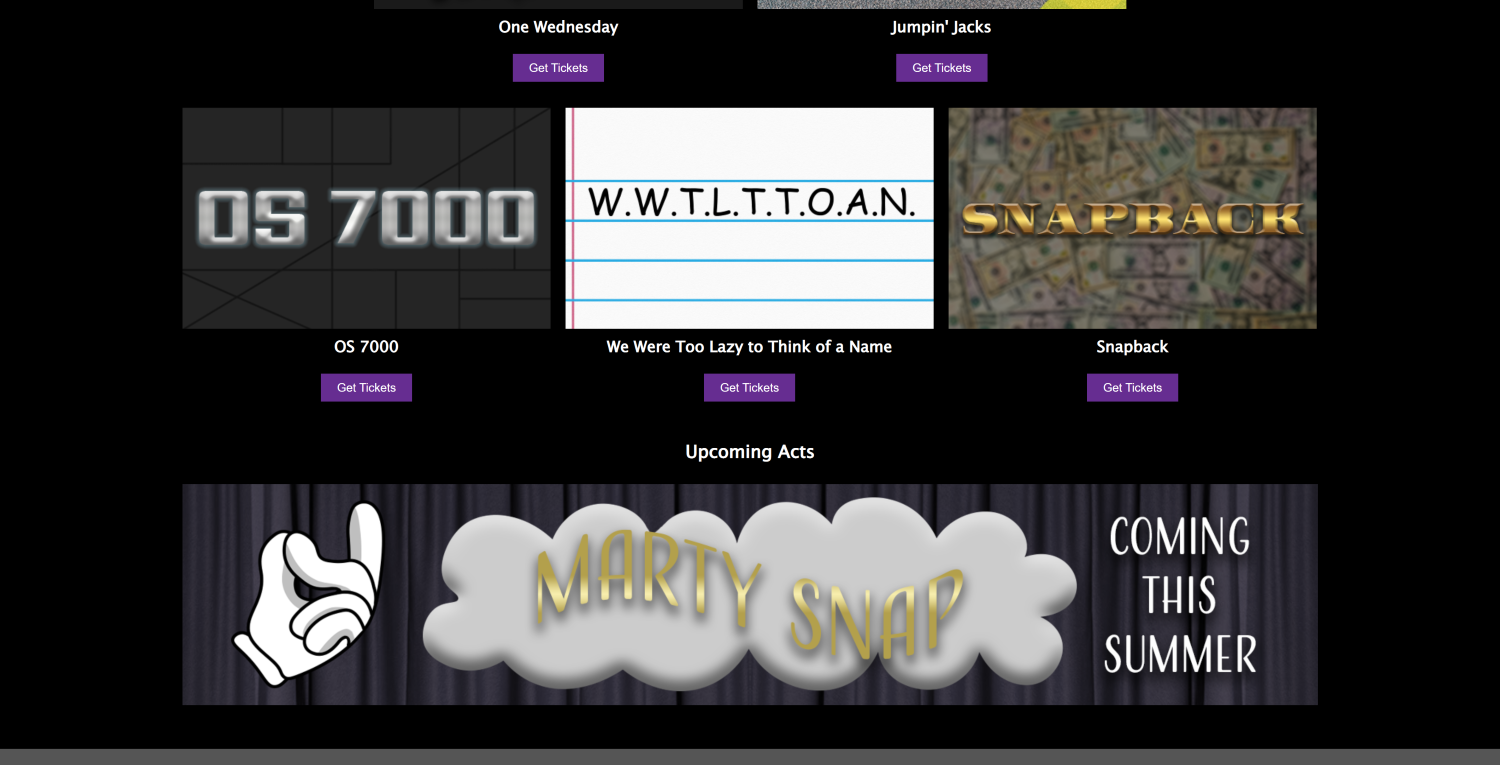 One Wednesday
Jumpin' Jacks
Get Tickets
Get Tickets
OS 7000
W.W.T.L.T.T.O.A.N.
SNAPBACK
OS 7000
We Were Too Lazy to Think of a Name
Snapback
Get Tickets
Get Tickets
Get Tickets
Upcoming Acts
MARTY SNAP
COMING
THIS
SUMMER